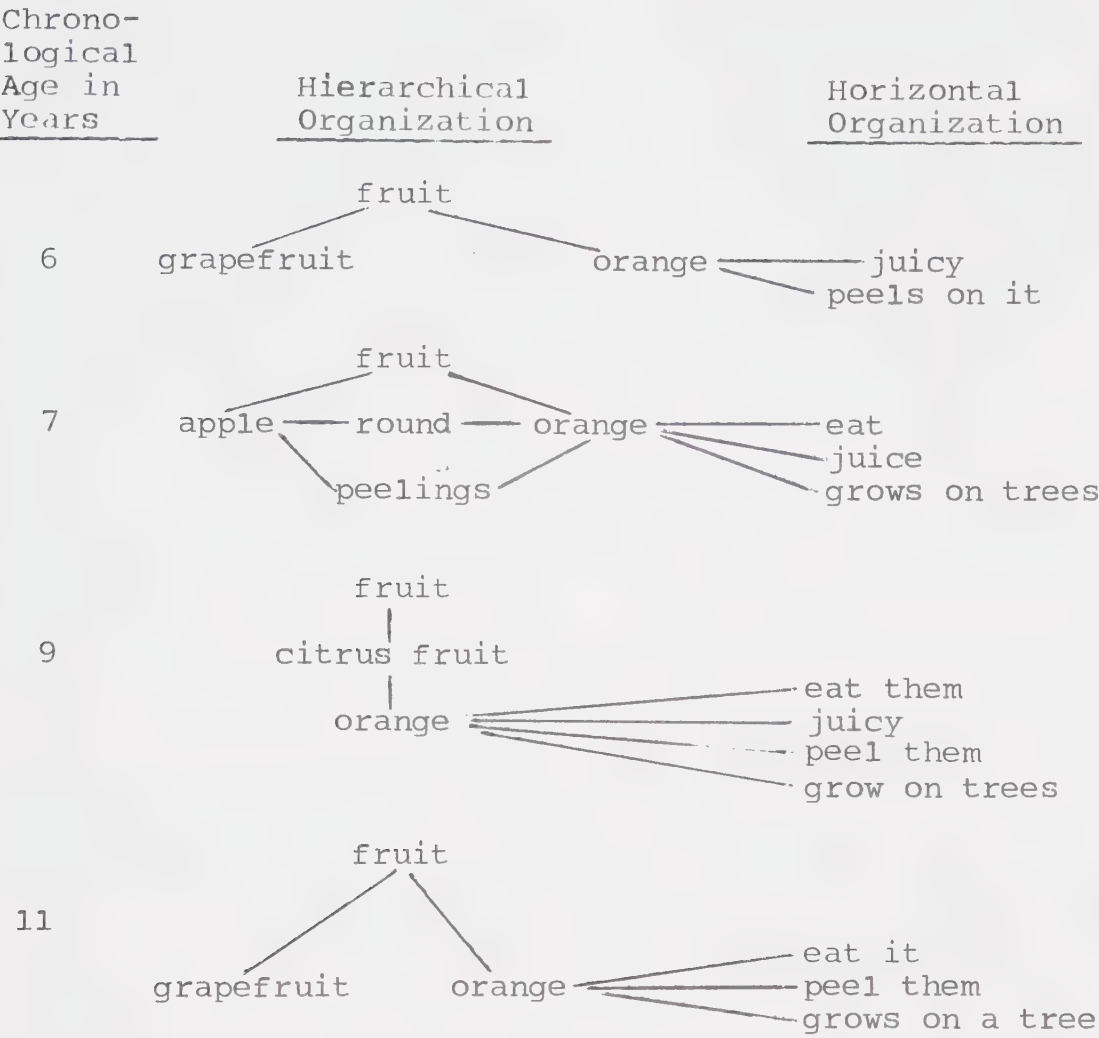 Chrono-
logical
Age in
Years
Hierarchical
Organization
Horizontal
Organization
fruit
6 grapefruit orange juicy
peels on it
fruit
7 apple round orange eat
juice
peelings grows on trees
fruit
9 citrus fruit
eat them
orange juicy
peel them
grow on trees
fruit
11
eat it
grapefruit orange peel them
grows on a tree